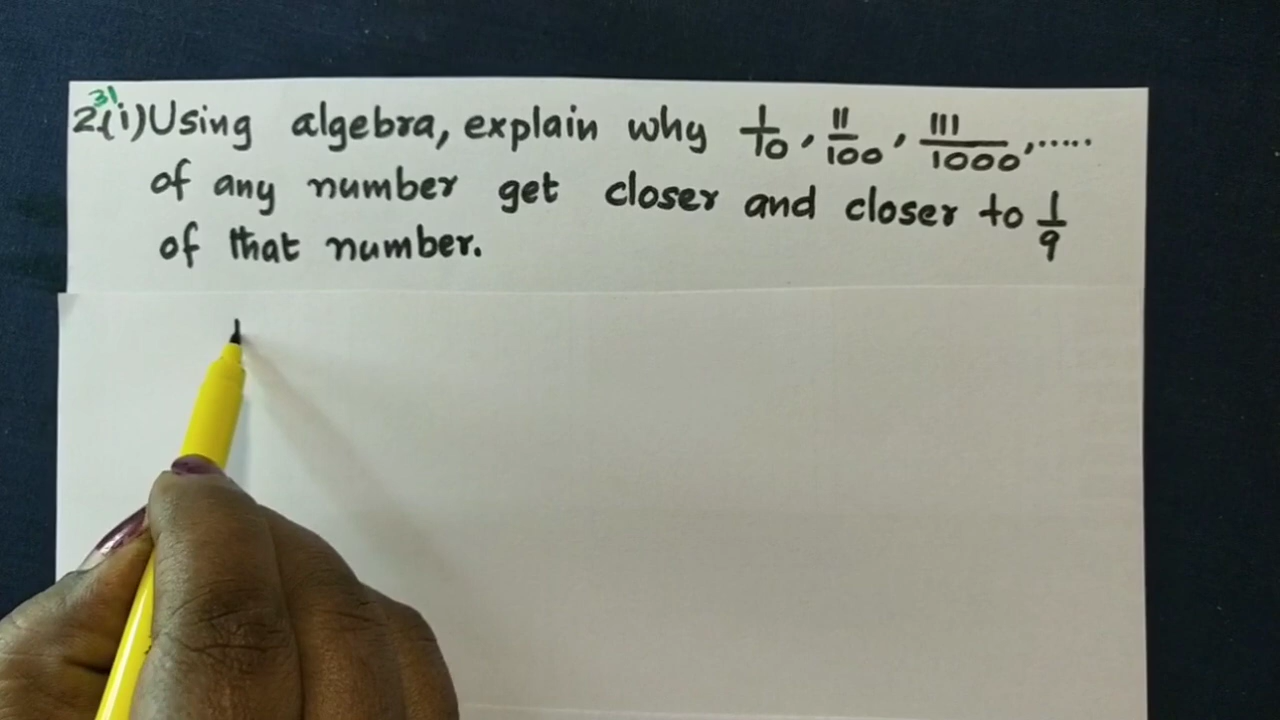 31
2(i) Using algebra, explain why 1/10, 11/100, 111/1000, .....
of any number get closer and closer to 1/9
of that number.